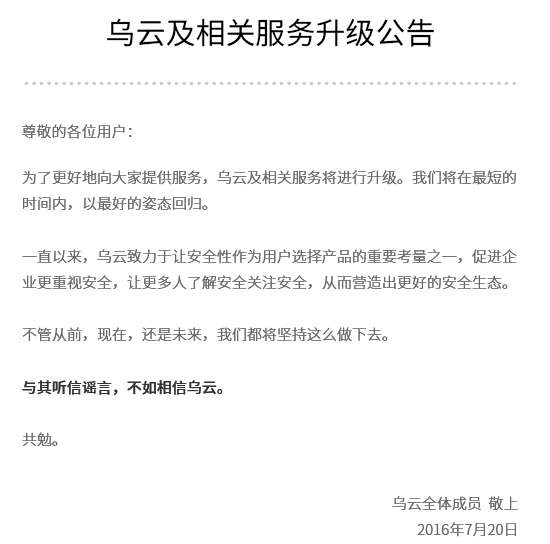 乌云及相关服务升级公告
尊敬的各位用户：
为了更好地向大家提供服务，乌云及相关服务将进行升级。我们将在最短的
时间内，以最好的姿态回归。
一直以来，乌云致力于让安全性作为用户选择产品的重要考量之一，促进企
业更重视安全，让更多人了解安全关注安全，从而营造出更好的安全生态。
不管从前，现在，还是未来，我们都将坚持这么做下去。
与其听信谣言，不如相信乌云。
共勉。
乌云全体成员 敬上
2016年7月20日